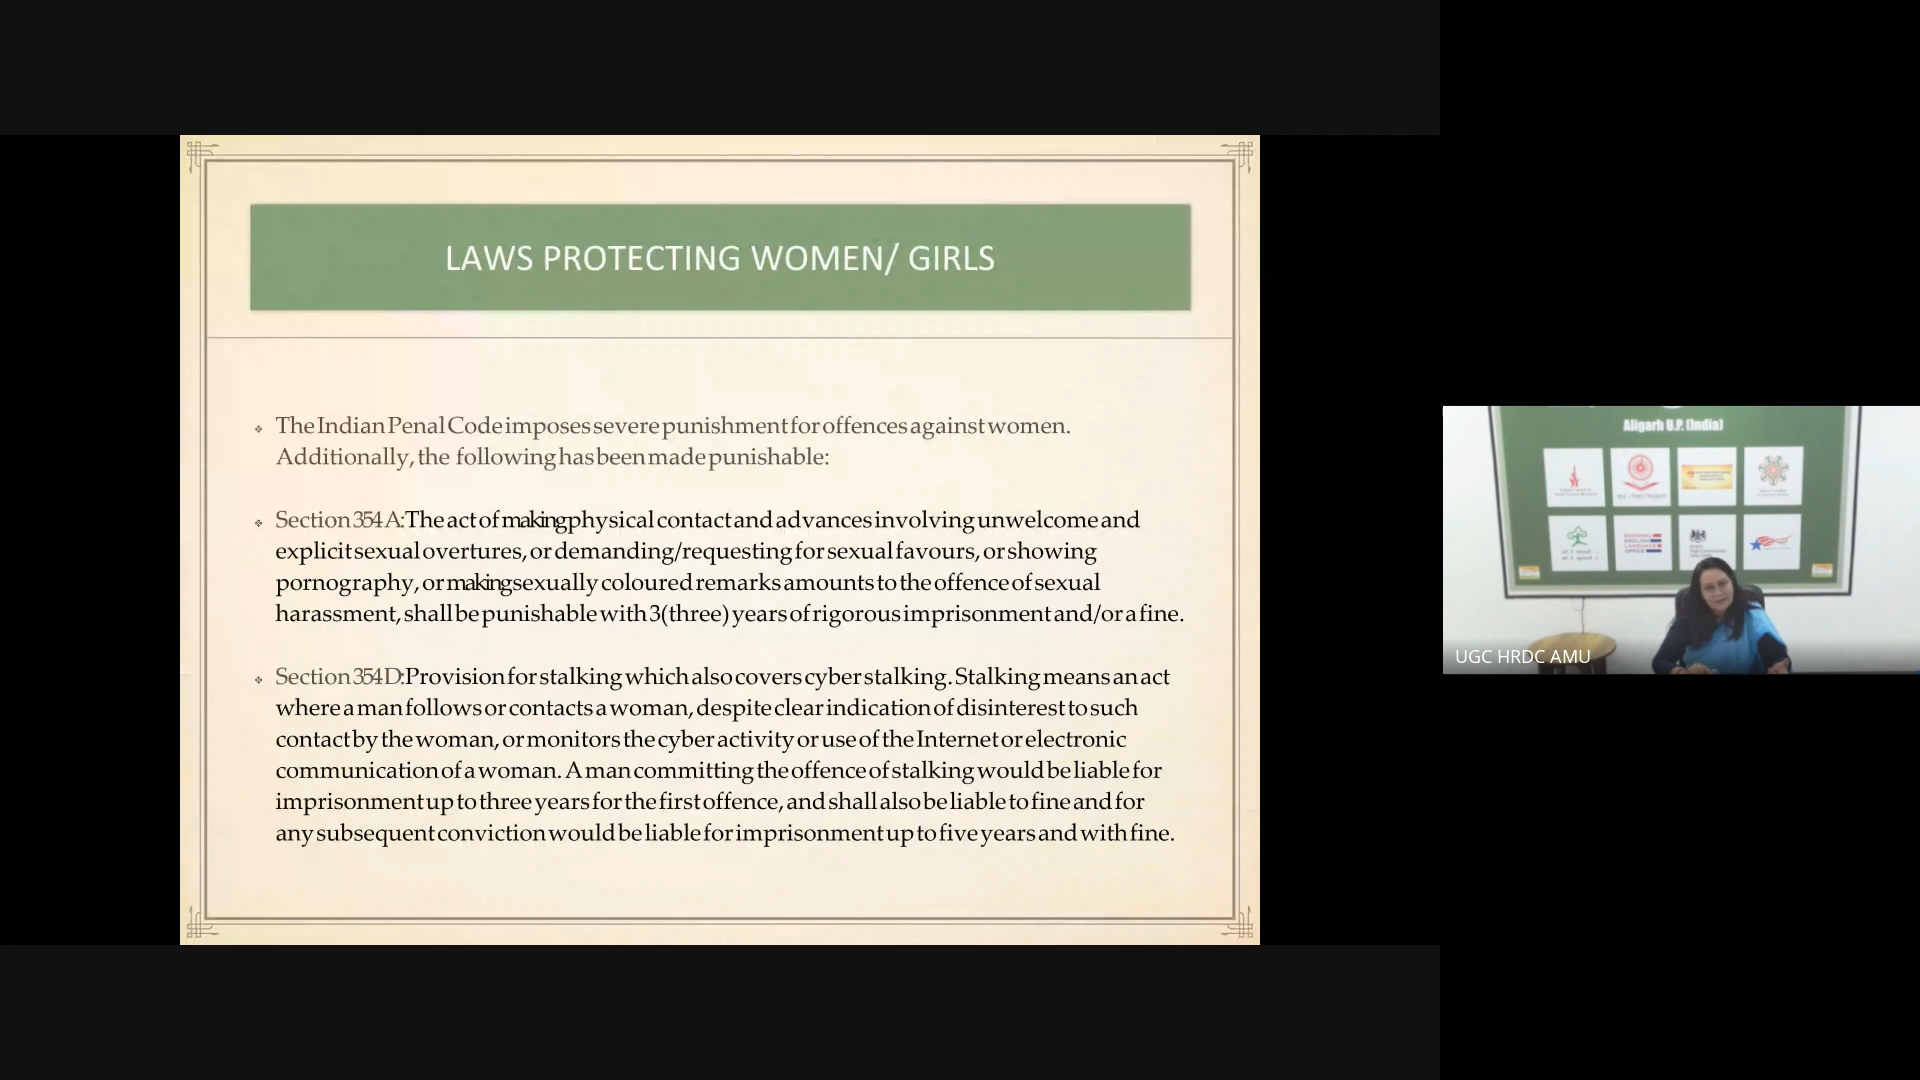 LAWS PROTECTING WOMEN/ GIRLS
The Indian Penal Code imposes severe punishment for offences against women.
Additionally, the following has been made punishable:
Section 354 A:The act of making physical contact and advances involving unwelcome and
explicit sexual overtures, or demanding/requesting for sexual favours, or showing
pornography, or making sexually coloured remarks amounts to the offence of sexual
harassment, shall be punishable with 3(three) years of rigorous imprisonment and/or a fine.
Section 354 D:Provision for stalking which also covers cyber stalking. Stalking means an act
where a man follows or contacts a woman, despite clear indication of disinterest to such
contact by the woman, or monitors the cyber activity or use of the Internet or electronic
communication of a woman. A man committing the offence of stalking would be liable for
imprisonment up to three years for the first offence, and shall also be liable to fine and for
any subsequent conviction would be liable for imprisonment up to five years and with fine.
Aligarh U.P. (India)
REGIONAL
ENGLISH
LANGUAGE
OFFICE
UGC HRDC AMU